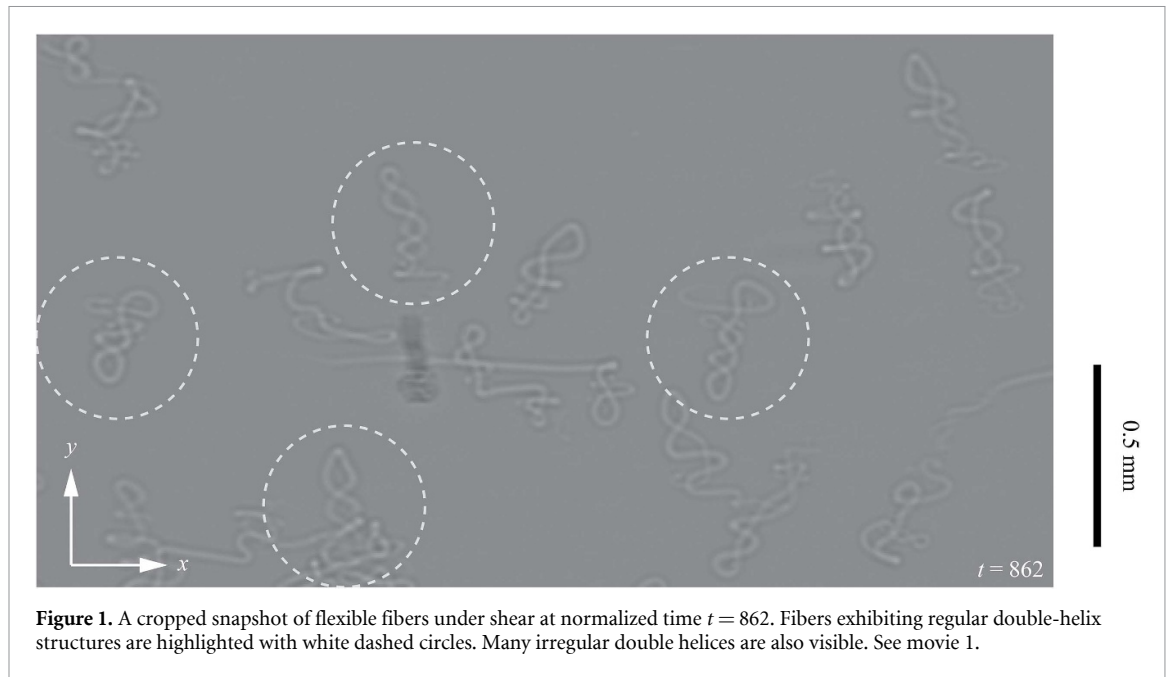 y
x
t = 862
0.5 mm
Figure 1. A cropped snapshot of flexible fibers under shear at normalized time t = 862. Fibers exhibiting regular double-helix
structures are highlighted with white dashed circles. Many irregular double helices are also visible. See movie 1.